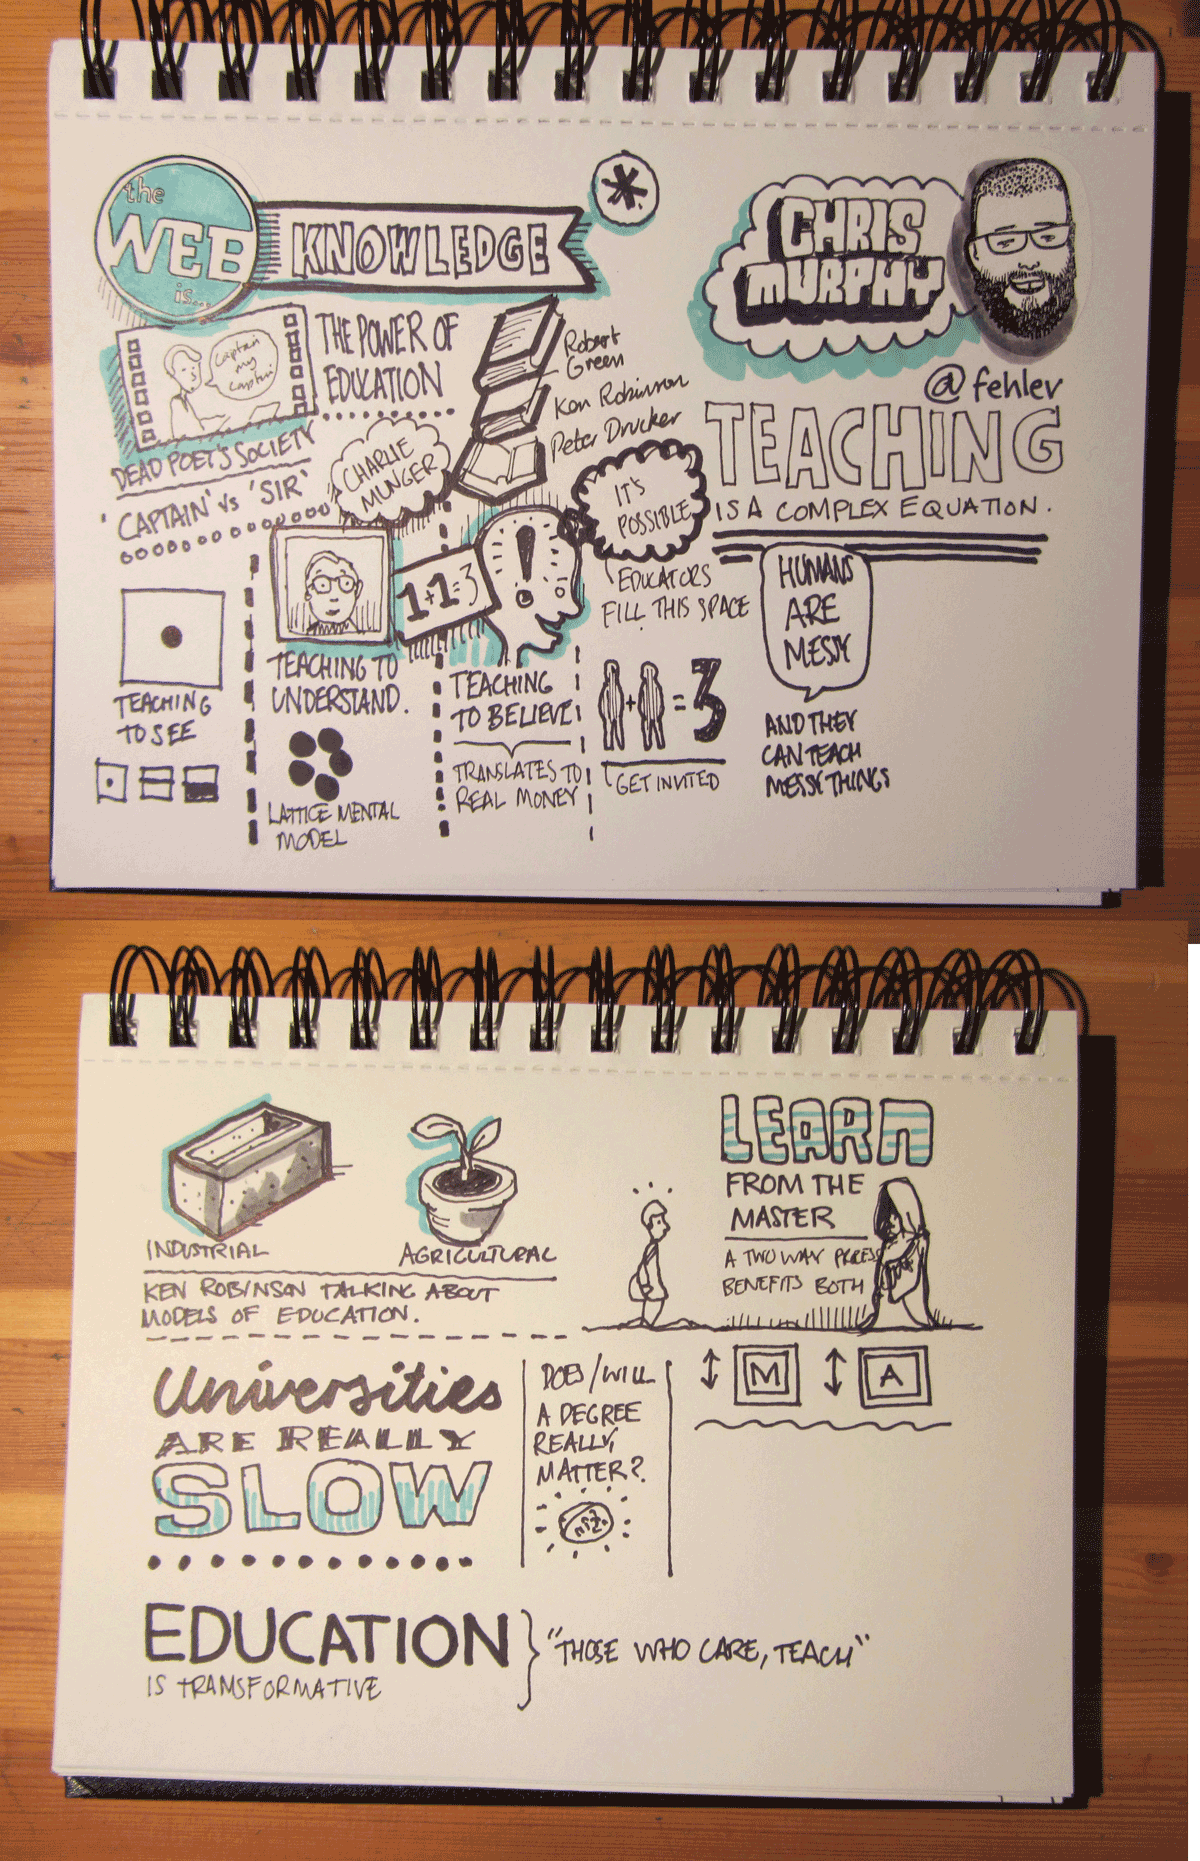 the
WEB
is...
KNOWLEDGE
*
CHRIS
MURPHY
@fehlev
Captain
my
Captain
DEAD POET'S SOCIETY
'CAPTAIN' vs 'SIR'
THE POWER OF
EDUCATION
Robert
Green
Ken Robinson
Peter Drucker
TEACHING
IS A COMPLEX EQUATION.
CHARLIE
MUNGER
IT'S
POSSIBLE
EDUCATORS
FILL THIS SPACE
HUMANS
ARE
MESSY
AND THEY
CAN TEACH
MESSY THINGS
TEACHING
TO SEE
TEACHING TO
UNDERSTAND.
LATTICE MENTAL
MODEL
1+1=3
!
TEACHING
TO BELIEVE
TRANSLATES TO
REAL MONEY
+ = 3
GET INVITED
INDUSTRIAL
AGRICULTURAL
KEN ROBINSON TALKING ABOUT
MODELS OF EDUCATION.
LEARN
FROM THE
MASTER
A TWO WAY
BENEFITS BOTH
M
A
Universities
ARE REALLY
SLOW
DOES/WILL
A DEGREE
REALLY,
MATTER?
EDUCATION
IS TRANSFORMATIVE
"THOSE WHO CARE, TEACH"